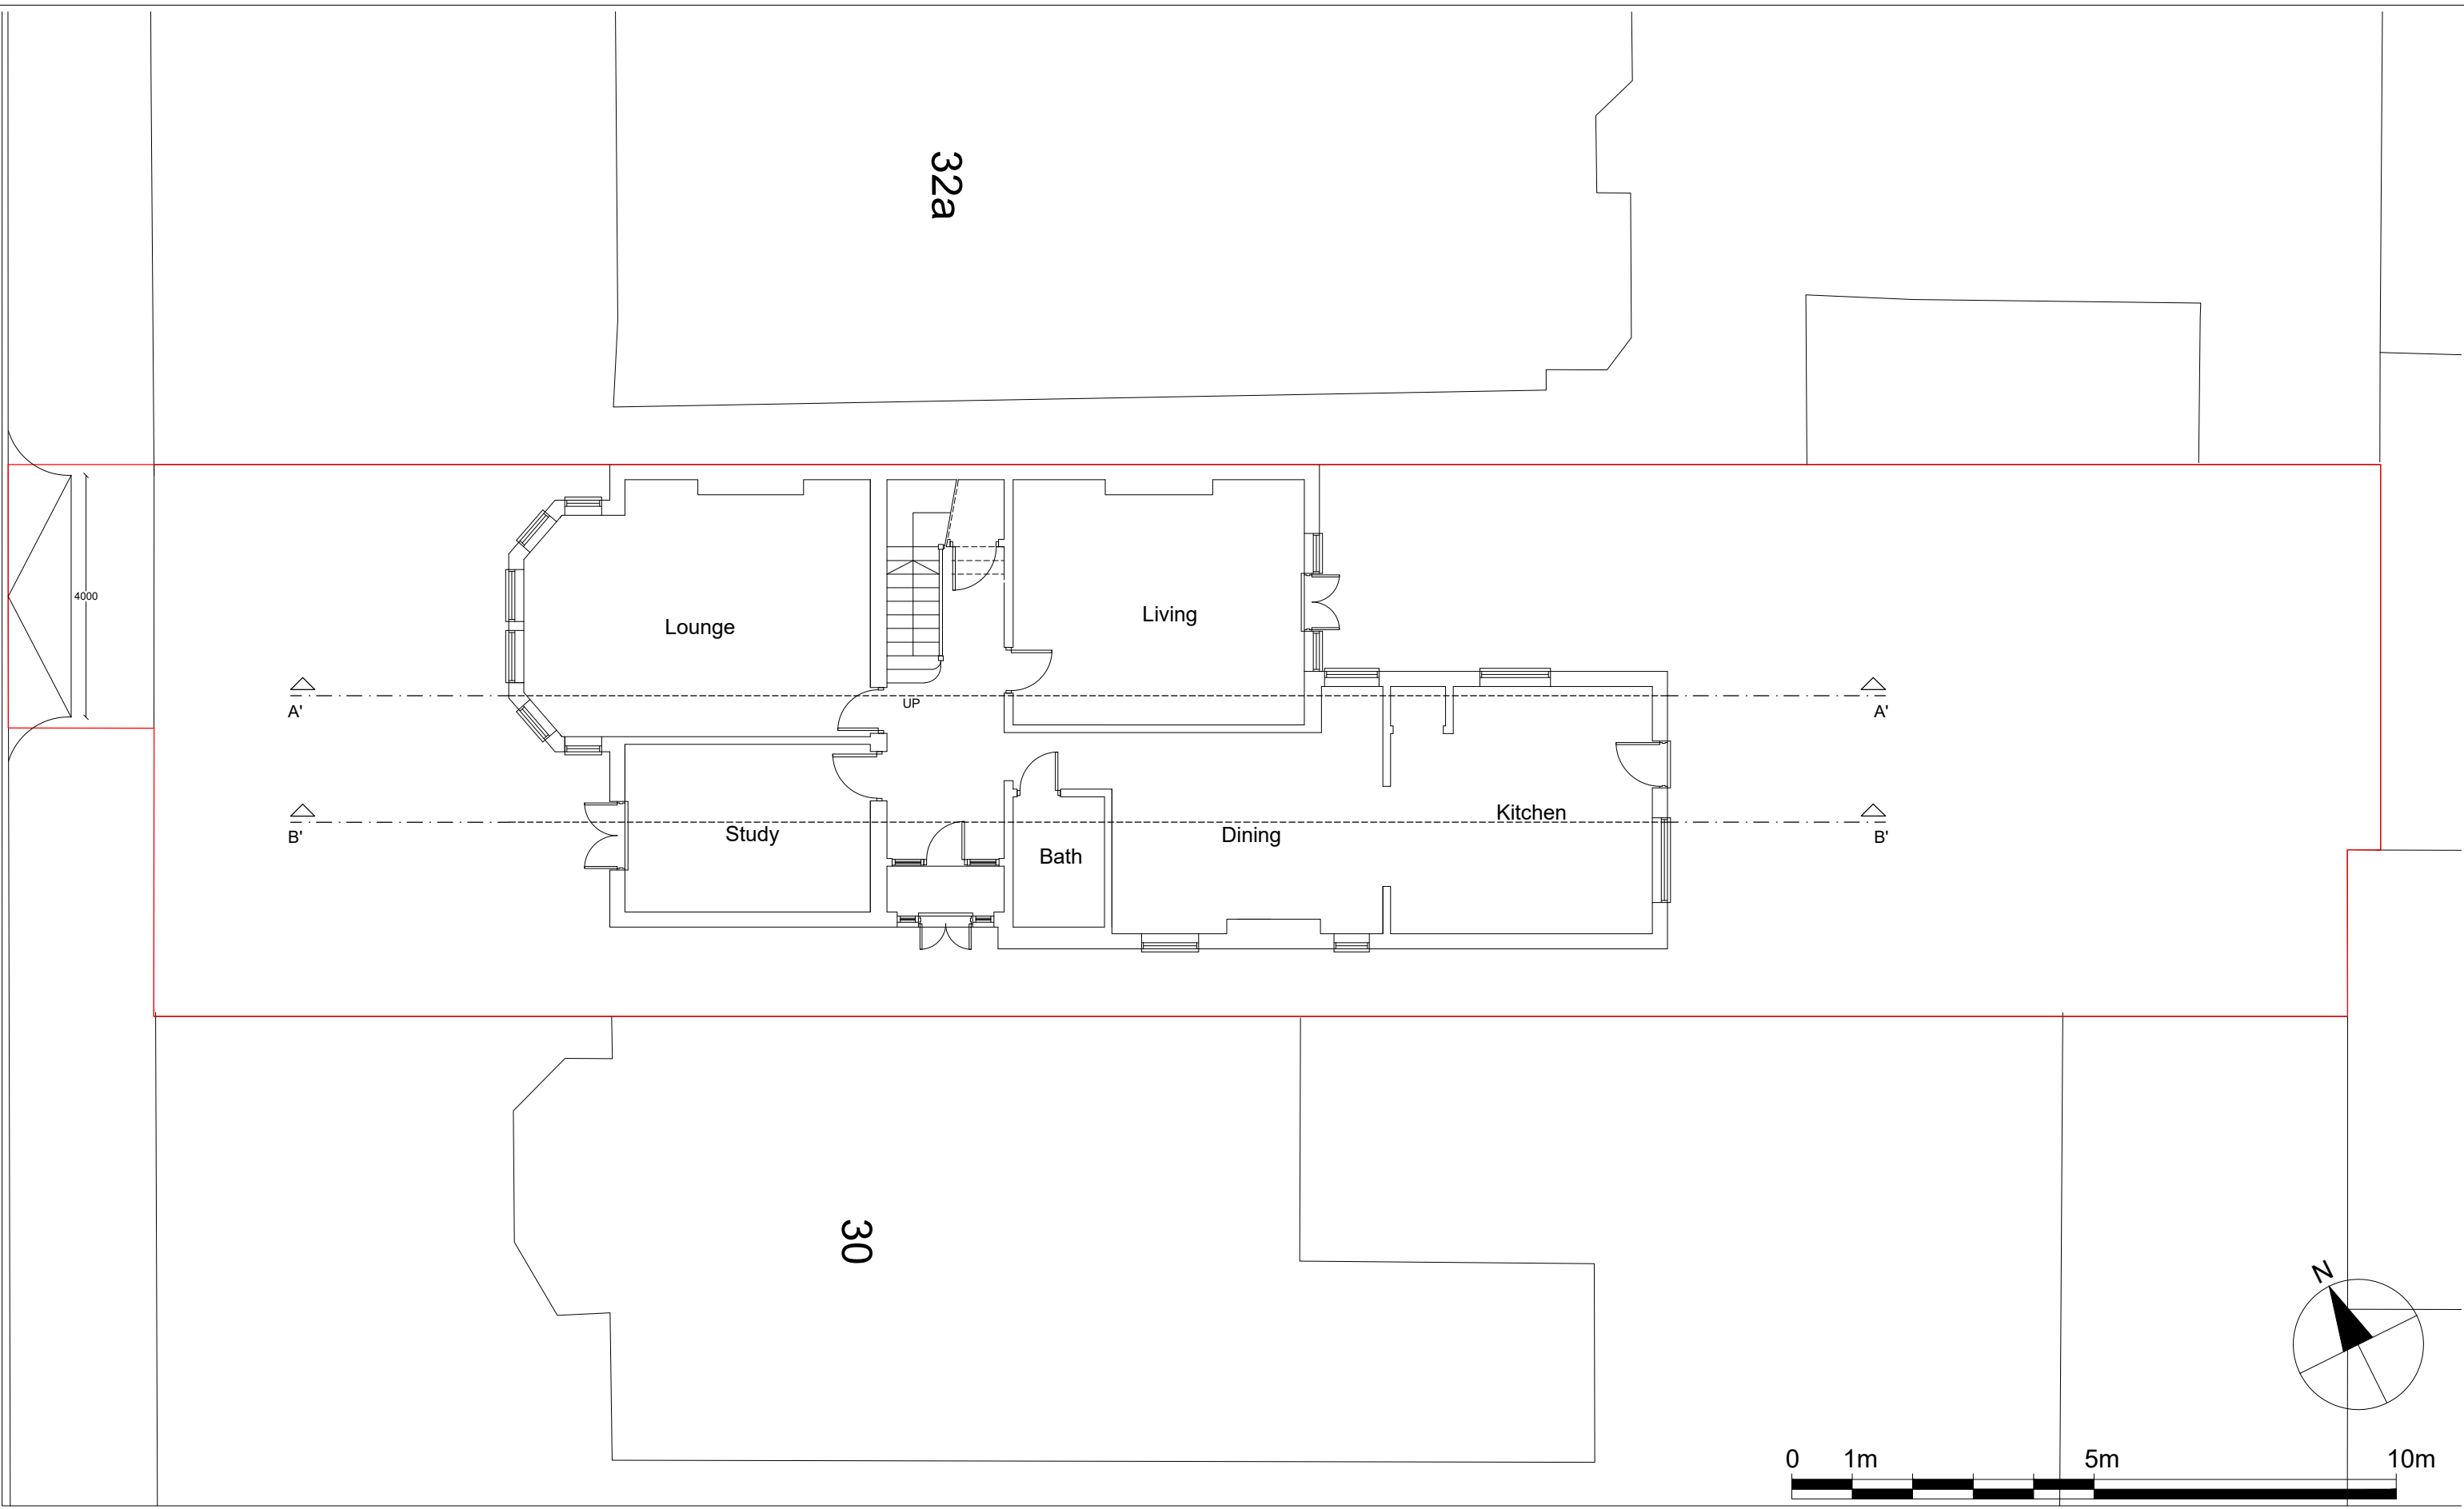 32a
4000
Lounge
Living
UP
A'
A'
Kitchen
Study
Dining
B'
B'
Bath
30
N
0 1m 5m 10m